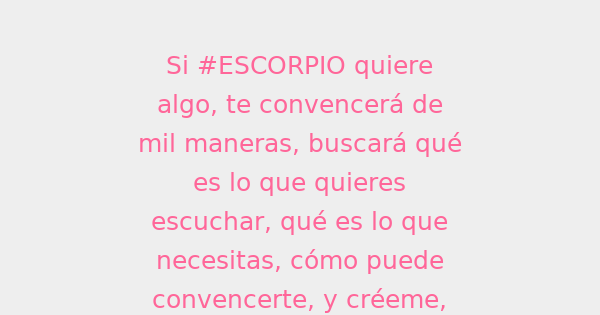 Si #ESCORPIO quiere
algo, te convencerá de
mil maneras, buscará qué
es lo que quieres
escuchar, qué es lo que
necesitas, cómo puede
convencerte, y créeme,